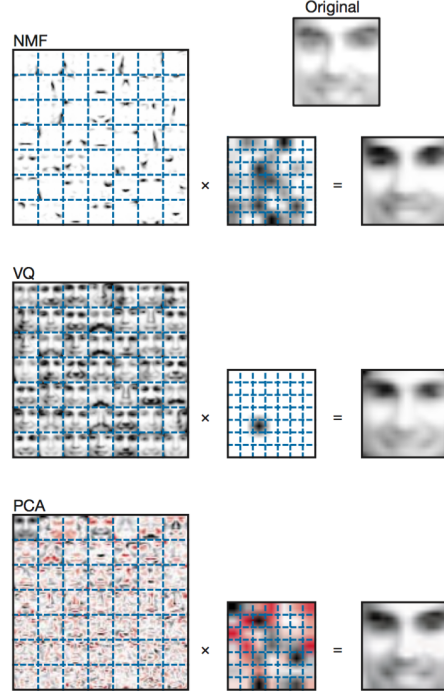 Original
NMF
× =
VQ
× =
PCA
× =